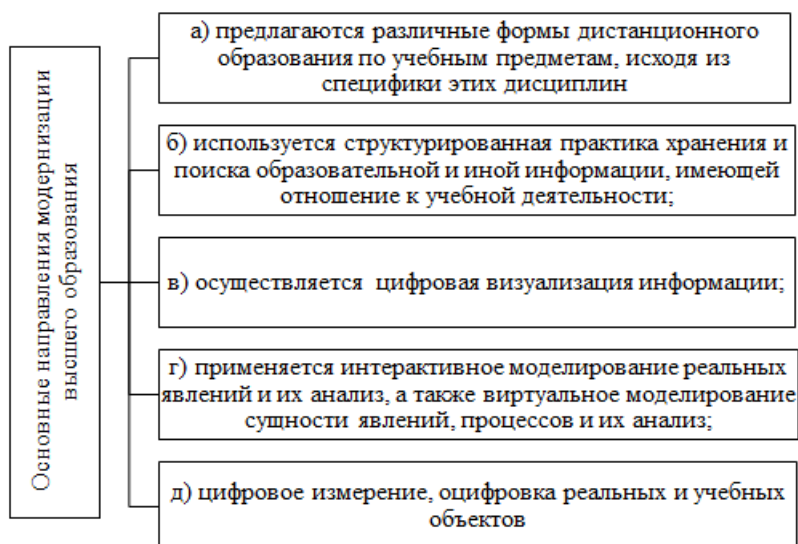 Основные направления модернизации
высшего образования
а) предлагаются различные формы дистанционного
образования по учебным предметам, исходя из
специфики этих дисциплин
б) используется структурированная практика хранения и
поиска образовательной и иной информации, имеющей
отношение к учебной деятельности;
в) осуществляется цифровая визуализация информации;
г) применяется интерактивное моделирование реальных
явлений и их анализ, а также виртуальное моделирование
сущности явлений, процессов и их анализ;
д) цифровое измерение, оцифровка реальных и учебных
объектов